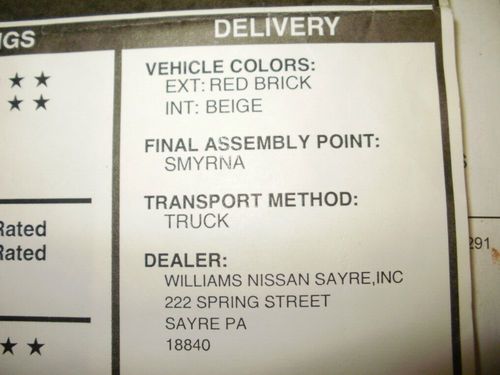 NGS
★ ★
★ ★
Rated
Rated
★ ★
DELIVERY
VEHICLE COLORS:
EXT: RED BRICK
INT: BEIGE
FINAL ASSEMBLY POINT:
SMYRNA
TRANSPORT METHOD:
TRUCK
DEALER:
WILLIAMS NISSAN SAYRE,INC
222 SPRING STREET
SAYRE PA
18840
291